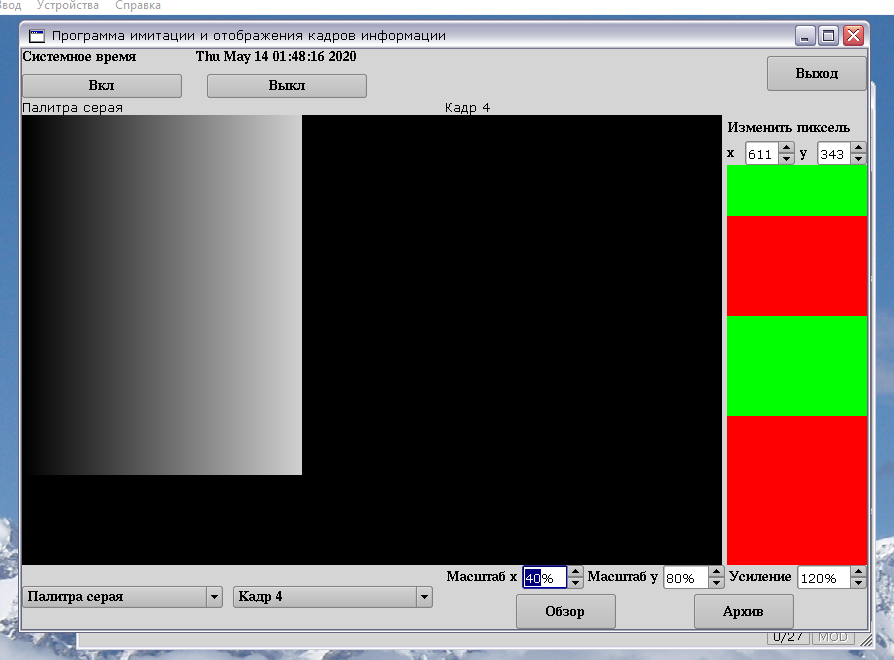 Ввод Устройства Справка
Программа имитации и отображения кадров информации
Системное время Thu May 14 01:48:16 2020
Вкл Выкл Выход
Палитра серая Кадр 4
Изменить пиксель
x 611 y 343
Масштаб x 40% Масштаб y 80% Усиление 120%
Палитра серая Кадр 4
Обзор Архив
0/27 MOD